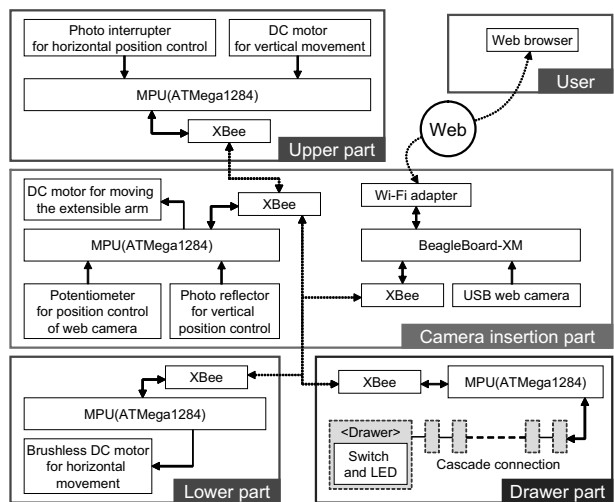 Photo interrupter
for horizontal position control
DC motor
for vertical movement
MPU(ATMega1284)
XBee
Upper part
Web browser
User
Web
DC motor for moving
the extensible arm
XBee
MPU(ATMega1284)
Potentiometer
for position control
of web camera
Photo reflector
for vertical
position control
Wi-Fi adapter
BeagleBoard-XM
XBee
USB web camera
Camera insertion part
XBee
MPU(ATMega1284)
Brushless DC motor
for horizontal
movement
Lower part
XBee
MPU(ATMega1284)
<Drawer>
Switch
and LED
Cascade connection
Drawer part